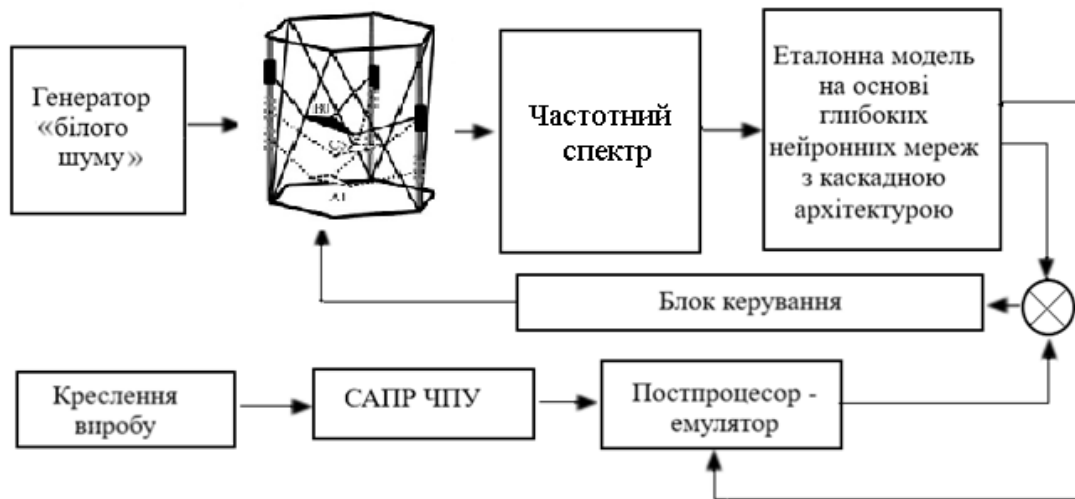 Генератор
«білого
шуму»
Частотний
спектр
Еталонна модель
на основі
глибоких
нейронних мереж
з каскадною
архітектурою
Блок керування
Креслення
виробу
САПР ЧПУ
Постпроцесор -
емулятор